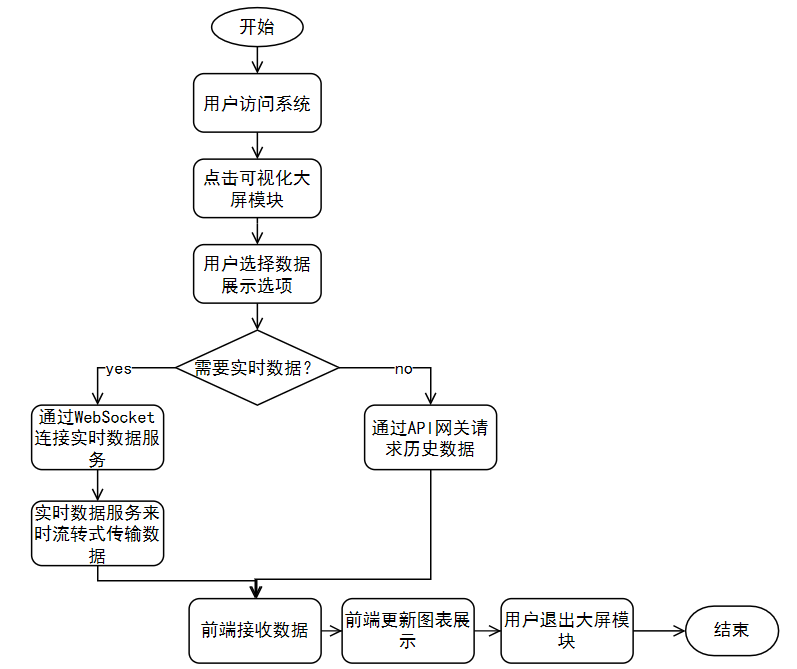 开始
用户访问系统
点击可视化大
屏模块
用户选择数据
展示选项
需要实时数据？
yes
no
通过WebSocket
连接实时数据服
务
通过API网关请
求历史数据
实时数据服务来
时流转式传输数
据
前端接收数据
前端更新图表展
示
用户退出大屏模
块
结束